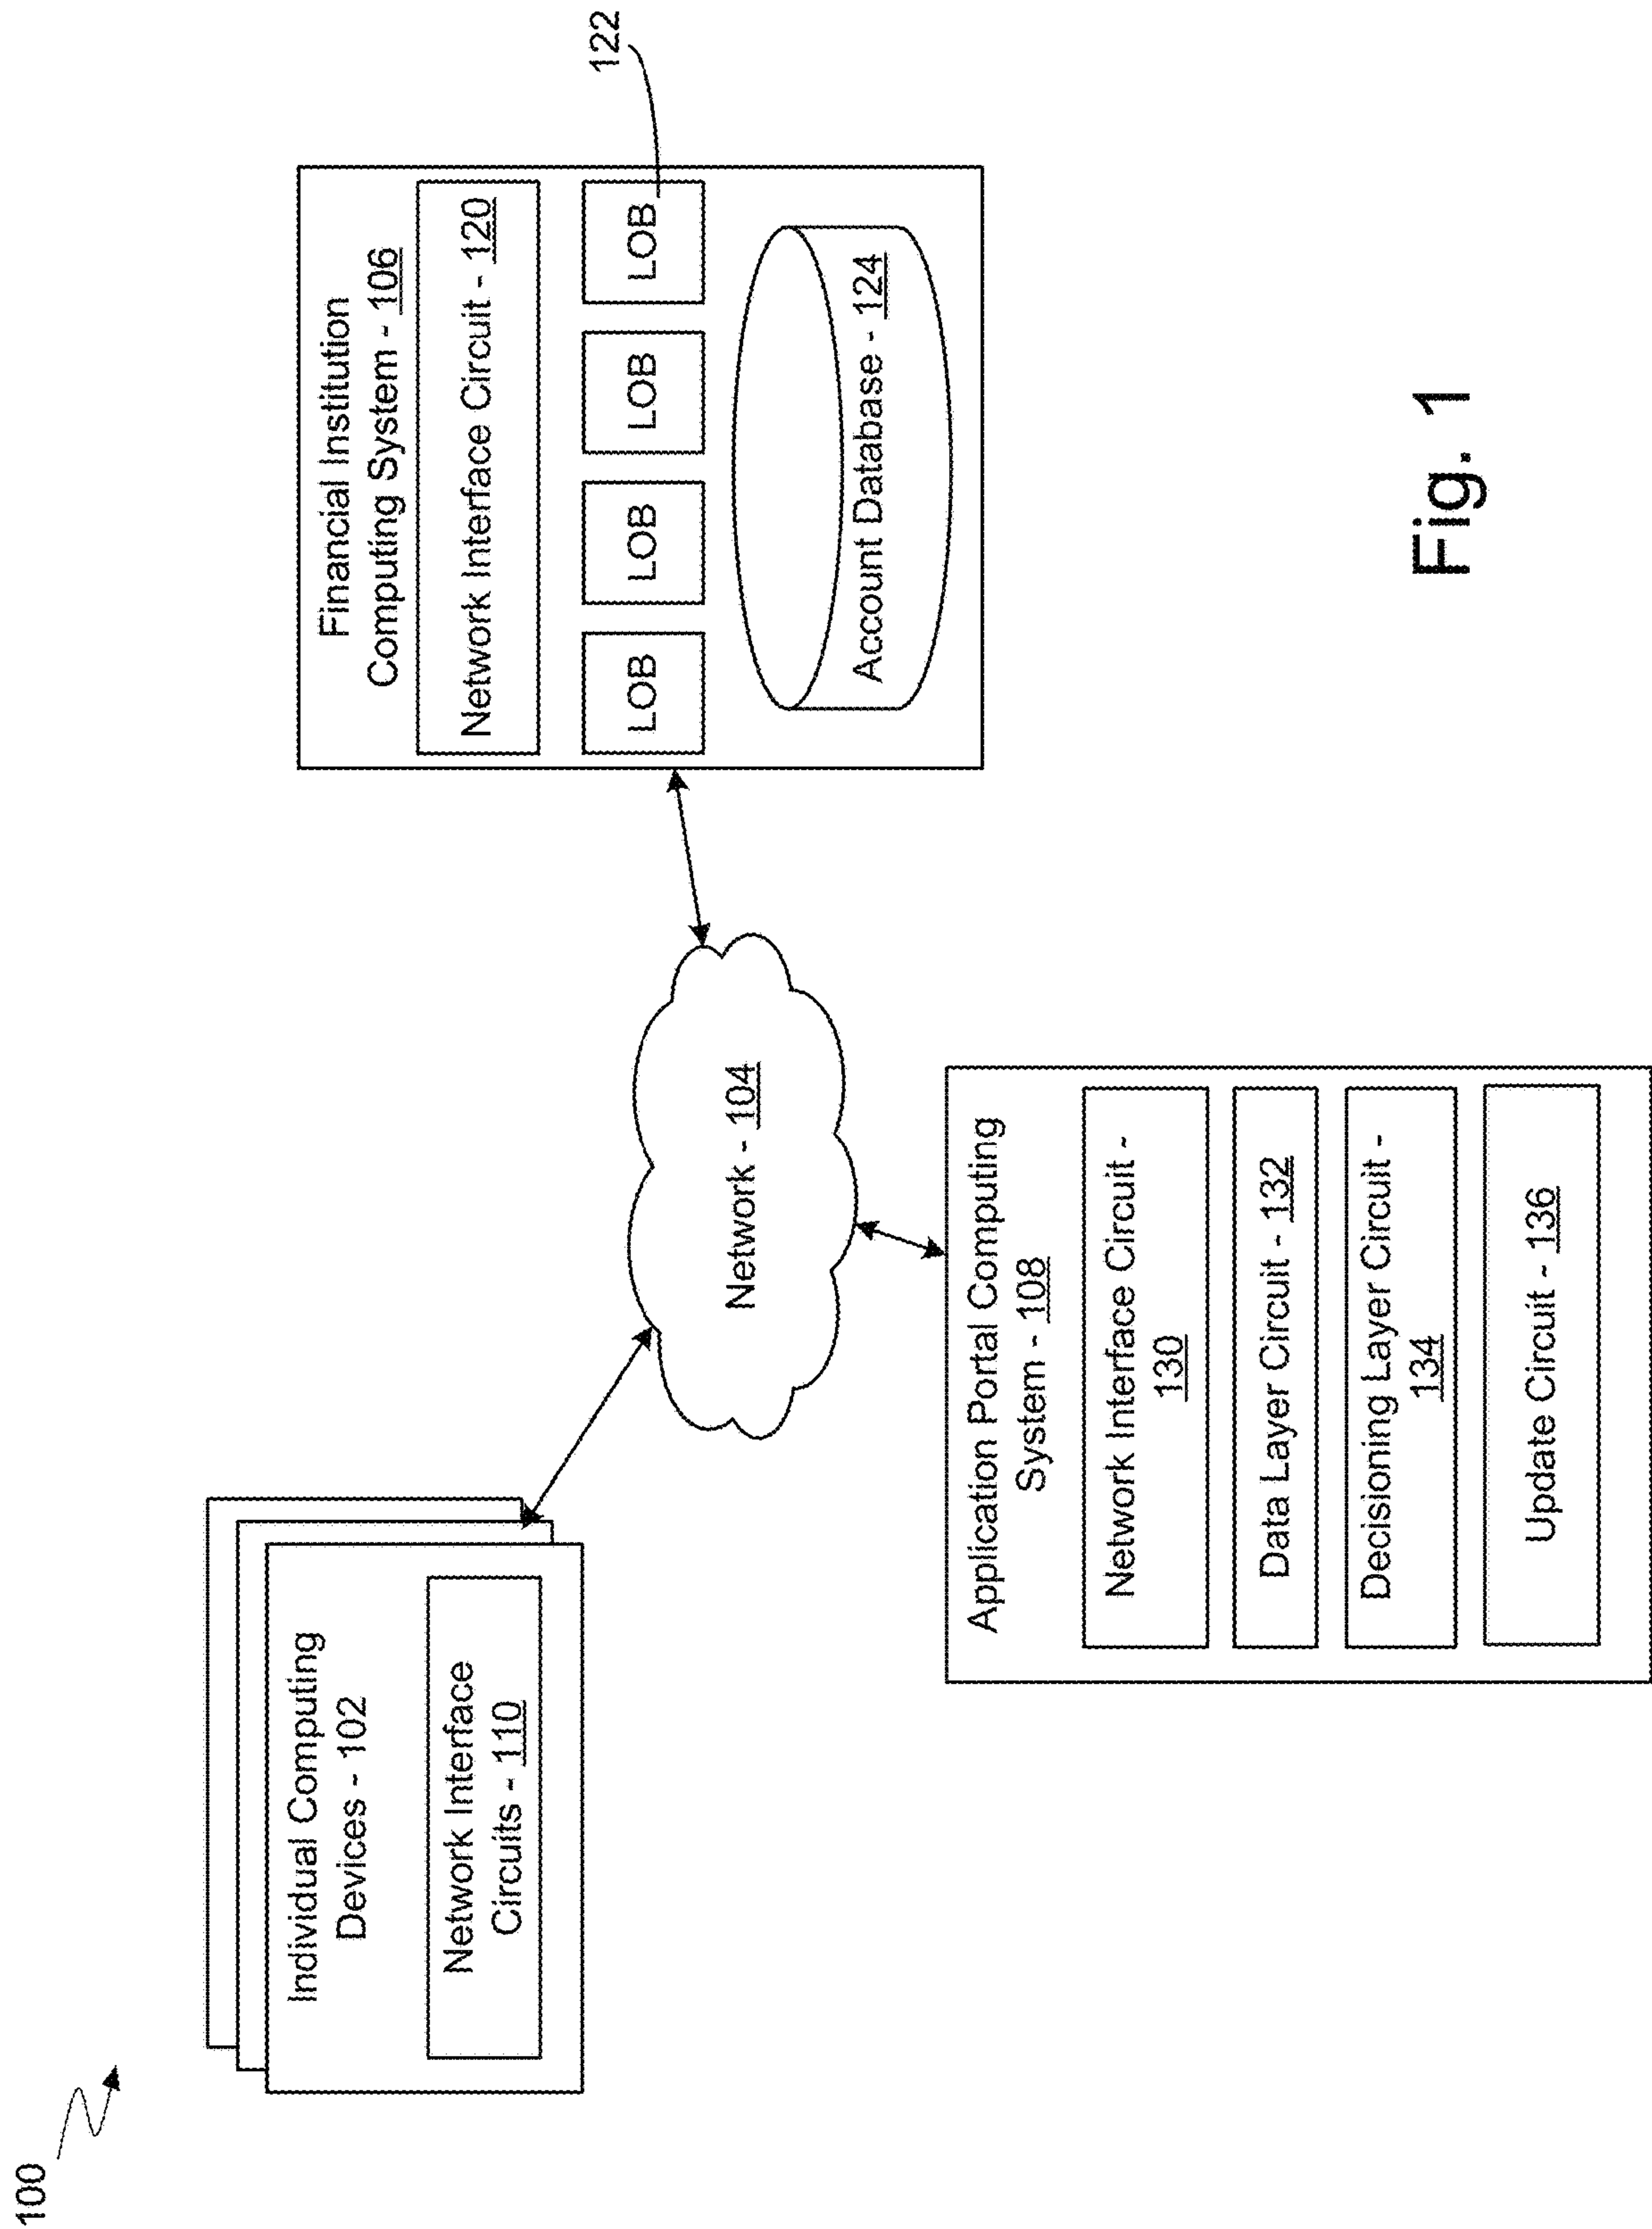 100
Individual Computing
Devices - 102
Network Interface
Circuits - 110
Network - 104
Financial Institution
Computing System - 106
Network Interface Circuit - 120
LOB
LOB
LOB
LOB
122
Account Database - 124
Application Portal Computing
System - 108
Network Interface Circuit -
130
Data Layer Circuit - 132
Decisioning Layer Circuit -
134
Update Circuit - 136
Fig. 1